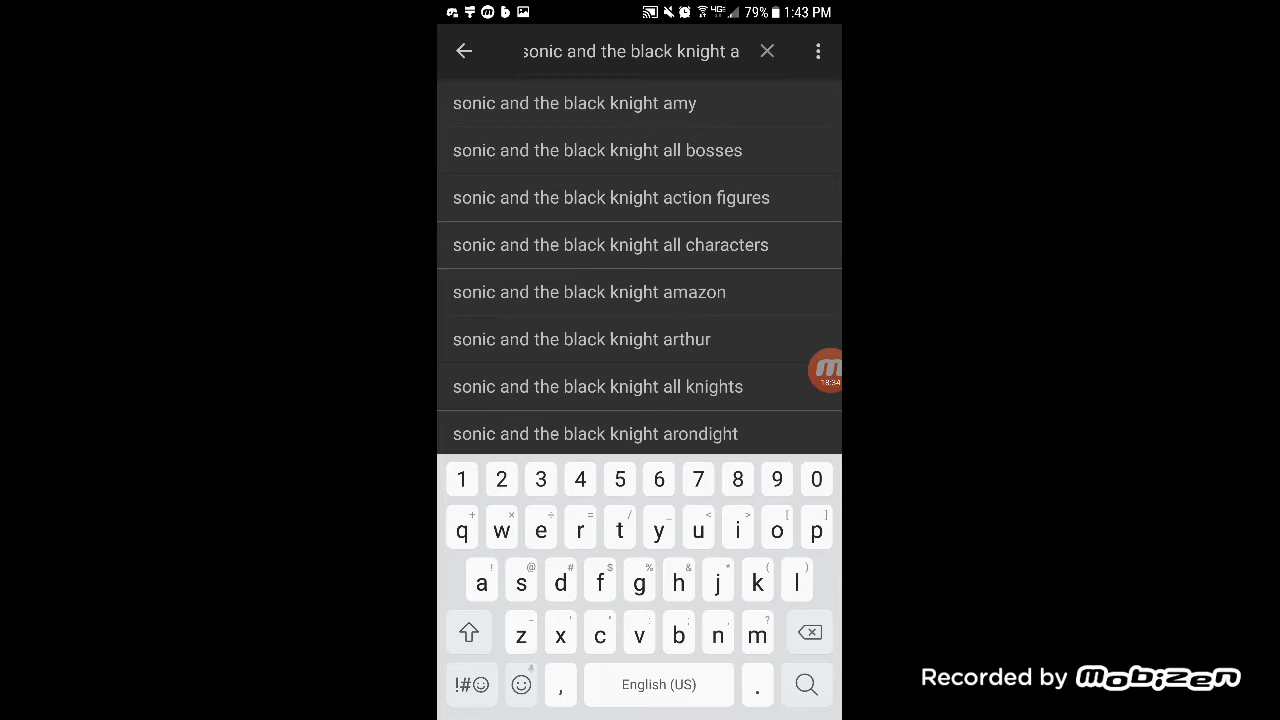 79% 1:43 PM
sonic and the black knight a
sonic and the black knight amy
sonic and the black knight all bosses
sonic and the black knight action figures
sonic and the black knight all characters
sonic and the black knight amazon
sonic and the black knight arthur
18:34
sonic and the black knight all knights
sonic and the black knight arondight
1 2 3 4 5 6 7 8 9 0
q w e r t y u i o p
a s d f g h j k l
z x c v b n m
!#☺ , English (US) .
Recorded by mobizen